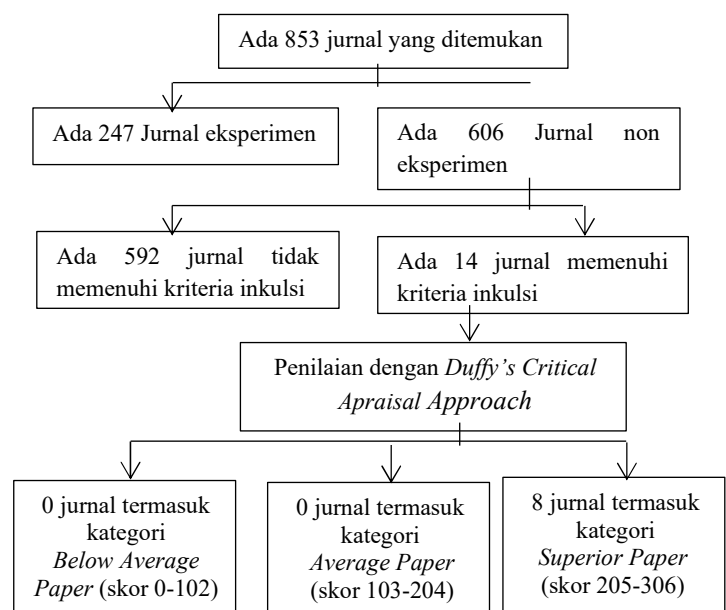 Ada 853 jurnal yang ditemukan
Ada 247 Jurnal eksperimen
Ada 606 Jurnal non
eksperimen
Ada 592 jurnal tidak
memenuhi kriteria inkulsi
Ada 14 jurnal memenuhi
kriteria inkulsi
Penilaian dengan Duffy’s Critical
Apraisal Approach
0 jurnal termasuk
kategori
Below Average
Paper (skor 0-102)
0 jurnal termasuk
kategori
Average Paper
(skor 103-204)
8 jurnal termasuk
kategori
Superior Paper
(skor 205-306)